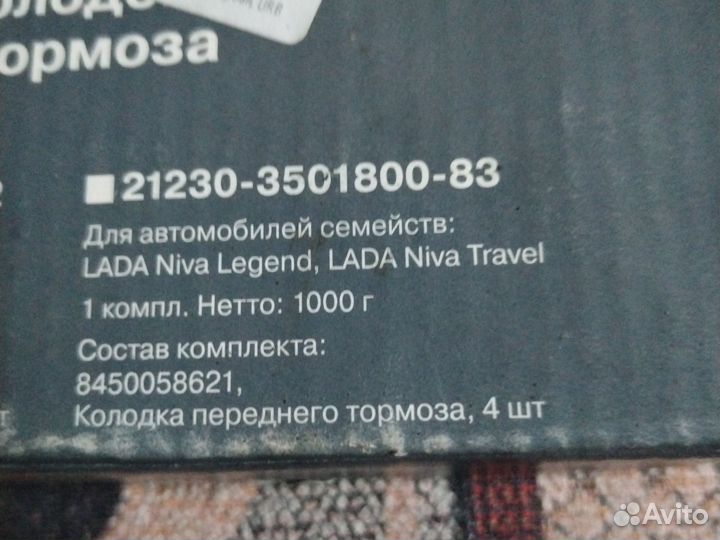 ормоза
21230-3501800-83
Для автомобилей семейств:
LADA Niva Legend, LADA Niva Travel
1 компл. Нетто: 1000 г
Состав комплекта:
8450058621,
Колодка переднего тормоза, 4 шт
Avito